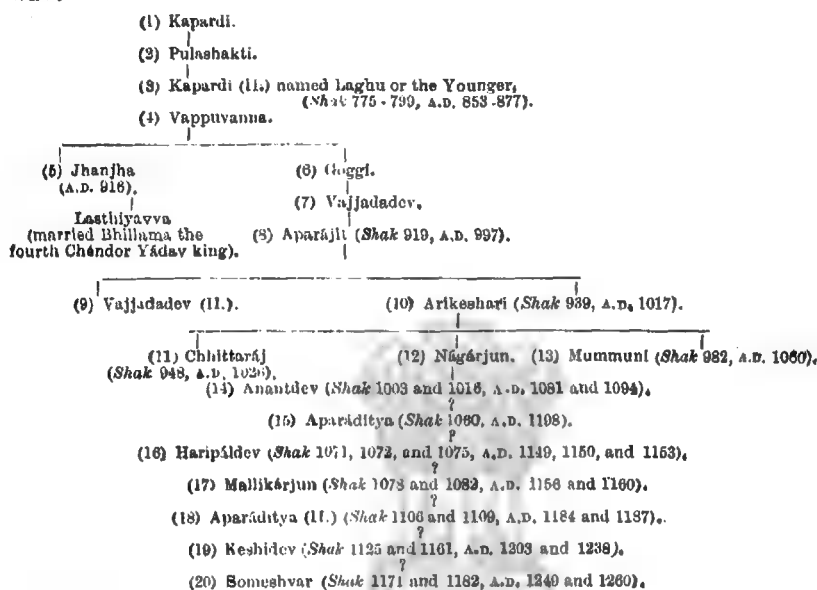 (1) Kapardi.
(2) Pulashakti.
(3) Kapardi (II.) named Laghu or the Younger,
(Shak 775-799, A.D. 853-877).
(4) Vappuvanna.
(5) Jhanjha (6) Goggi.
(A.D. 916).
(7) Vajjadadev.
Lasthiyavva
(married Bhillama the (8) Aparájit (Shak 919, A.D. 997).
fourth Chándor Yádav king).
(9) Vajjadadev (II.). (10) Arikeshari (Shak 939, A.D. 1017).
(11) Chhittaráj (12) Nágárjun. (13) Mummuni (Shak 982, A.D. 1060).
(Shak 948, A.D. 1026).
(14) Anantdev (Shak 1003 and 1016, A.D. 1081 and 1094).
?
(15) Aparáditya (Shak 1060, A.D. 1198).
?
(16) Haripáldev (Shak 1071, 1072, and 1075, A.D. 1149, 1150, and 1153).
?
(17) Mallikárjun (Shak 1078 and 1082, A.D. 1156 and 1160).
?
(18) Aparáditya (II.) (Shak 1106 and 1109, A.D. 1184 and 1187).
?
(19) Keshidev (Shak 1125 and 1161, A.D. 1203 and 1238).
?
(20) Someshvar (Shak 1171 and 1182, A.D. 1249 and 1260).